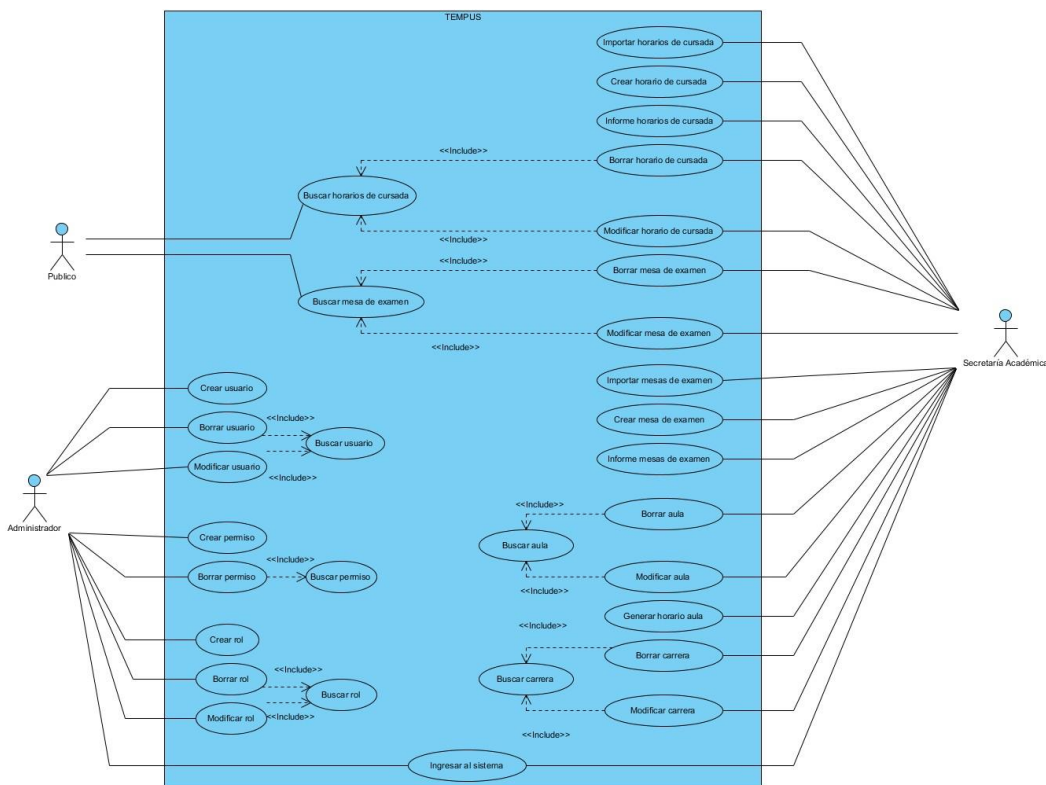 TEMPUS
Importar horarios de cursada
Crear horario de cursada
Informe horarios de cursada
<<Include>>
Borrar horario de cursada
Buscar horarios de cursada
Modificar horario de cursada
<<Include>>
<<Include>>
Borrar mesa de examen
Publico
Buscar mesa de examen
Modificar mesa de examen
<<Include>>
Secretaría Académica
Importar mesas de examen
Crear usuario
Crear mesa de examen
<<Include>>
Borrar usuario
Buscar usuario
Informe mesas de examen
Modificar usuario
<<Include>>
<<Include>>
Borrar aula
Administrador
Crear permiso
Buscar aula
<<Include>>
Borrar permiso
Buscar permiso
Modificar aula
<<Include>>
Generar horario aula
<<Include>>
Crear rol
Borrar carrera
<<Include>>
Borrar rol
Buscar carrera
Buscar rol
Modificar rol
<<Include>>
Modificar carrera
<<Include>>
Ingresar al sistema